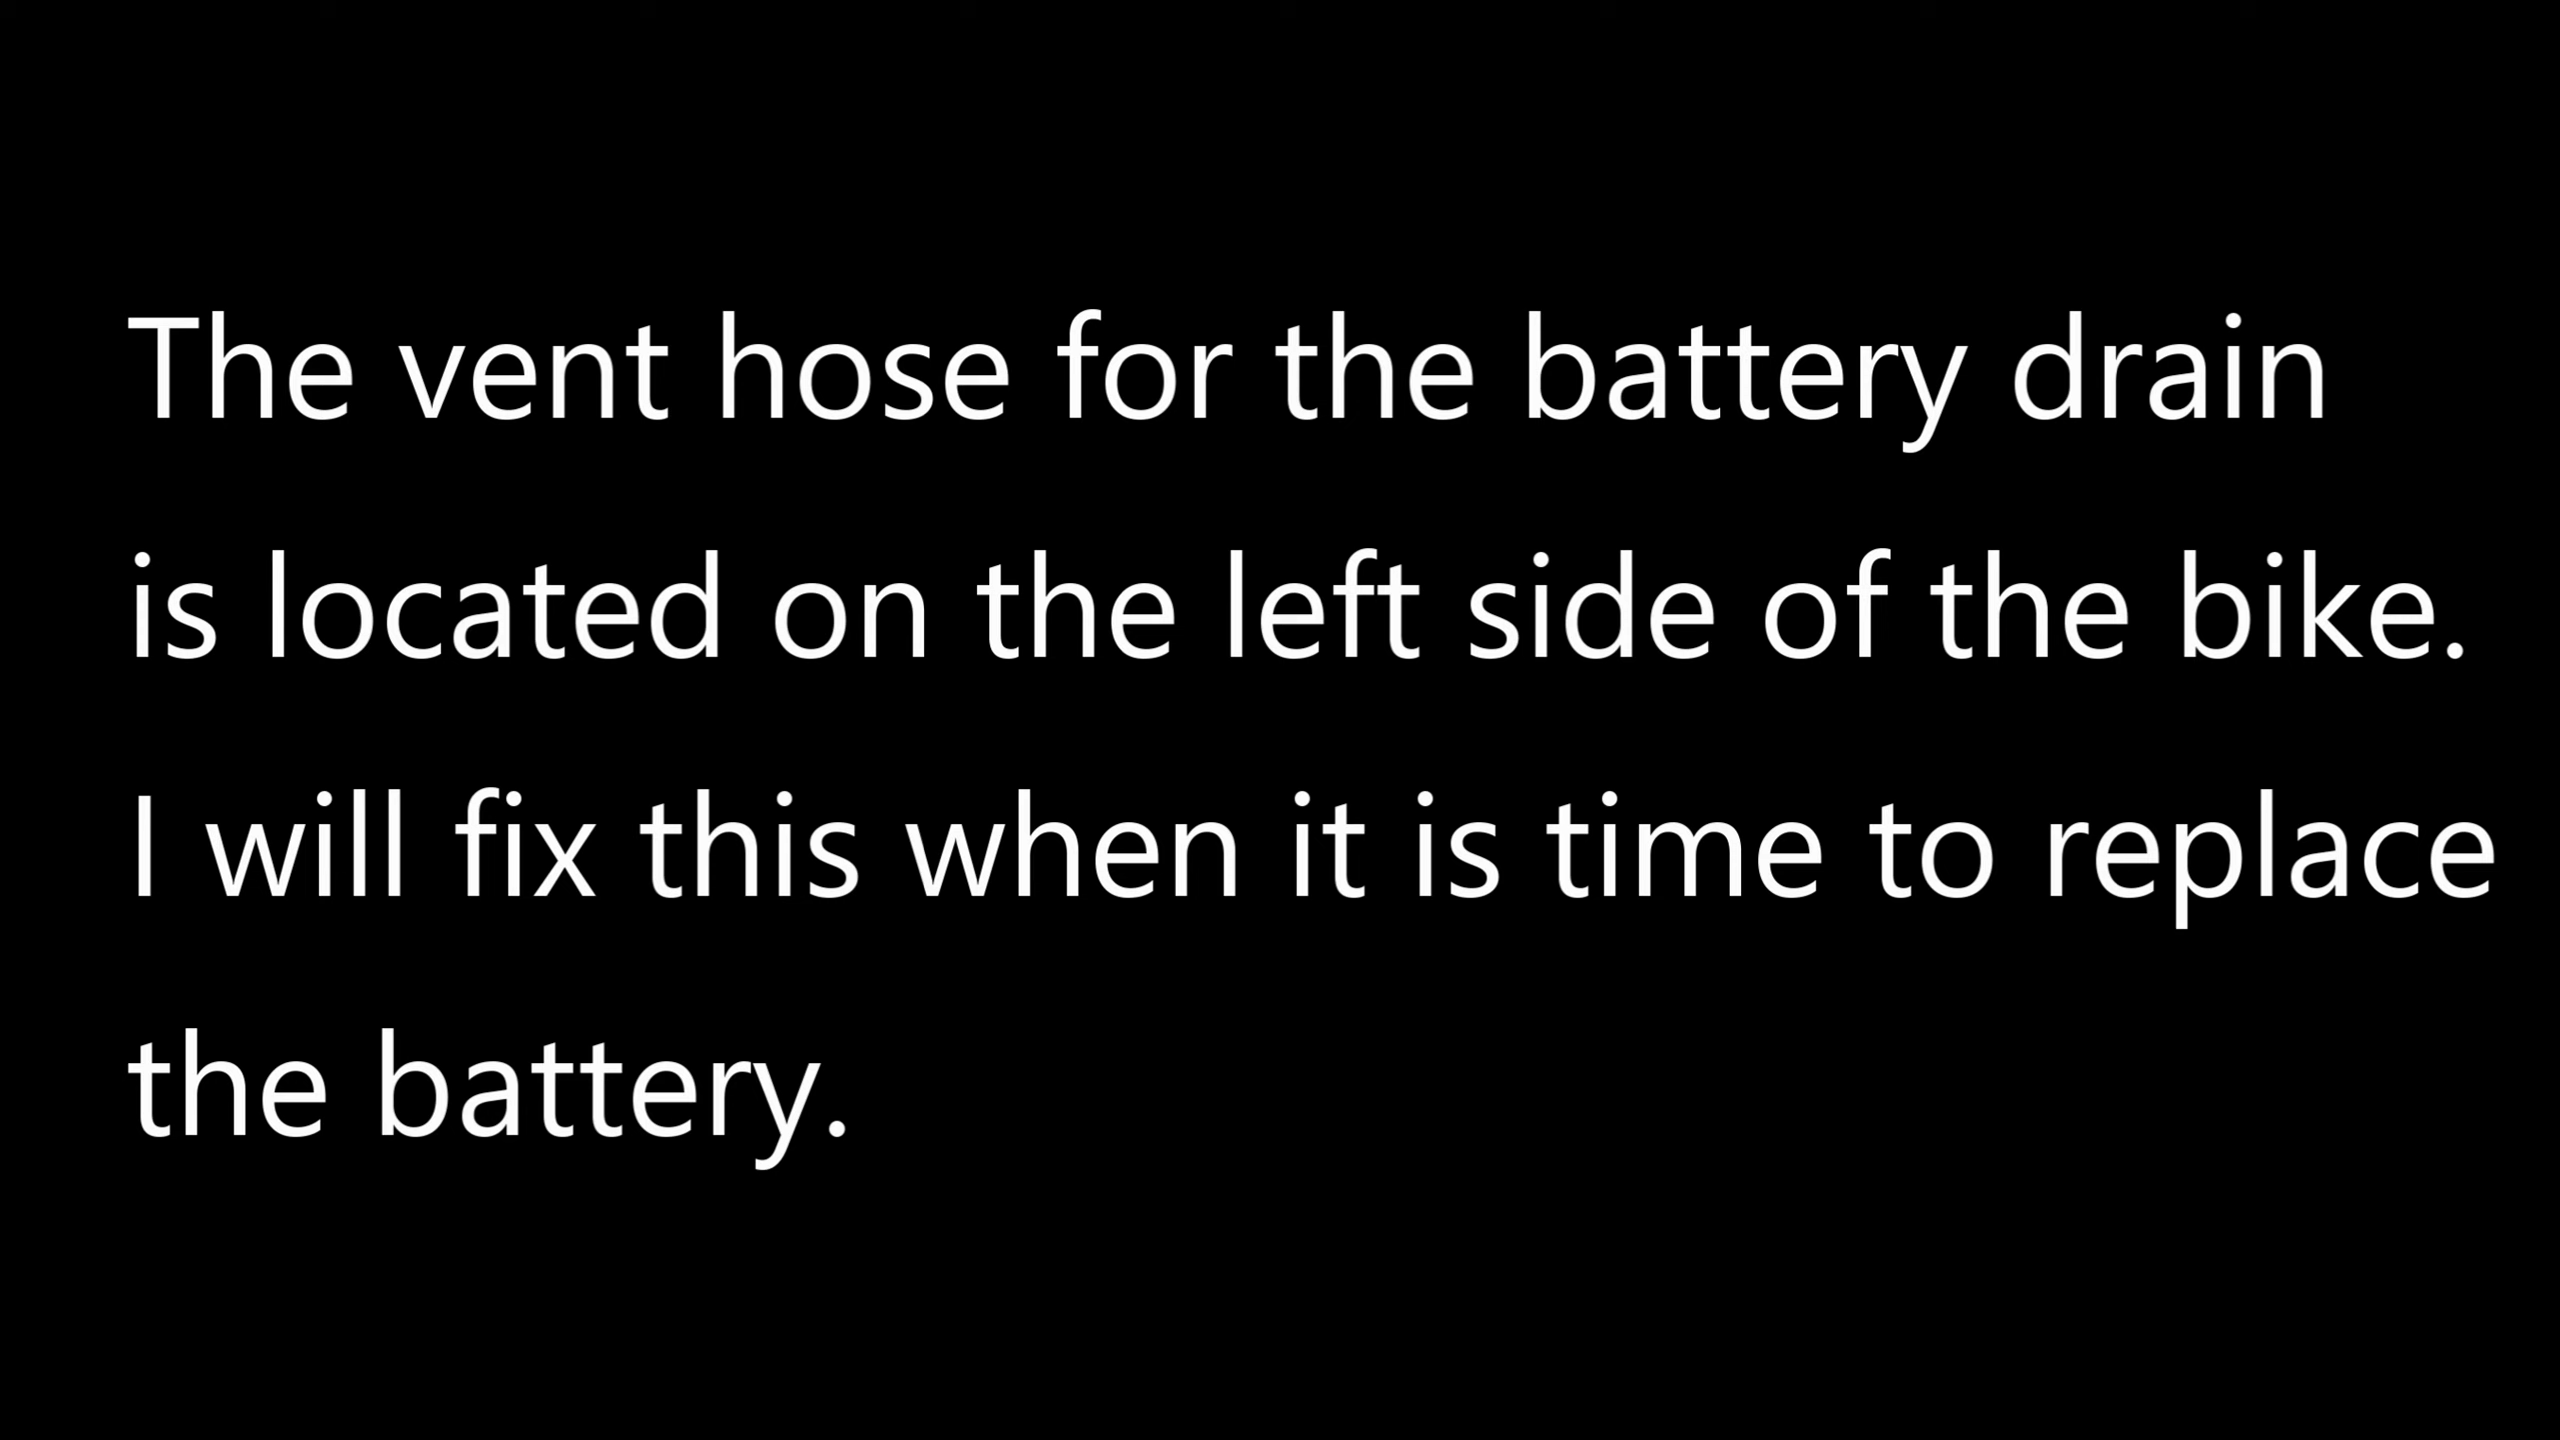 The vent hose for the battery drain
is located on the left side of the bike.
I will fix this when it is time to replace
the battery.